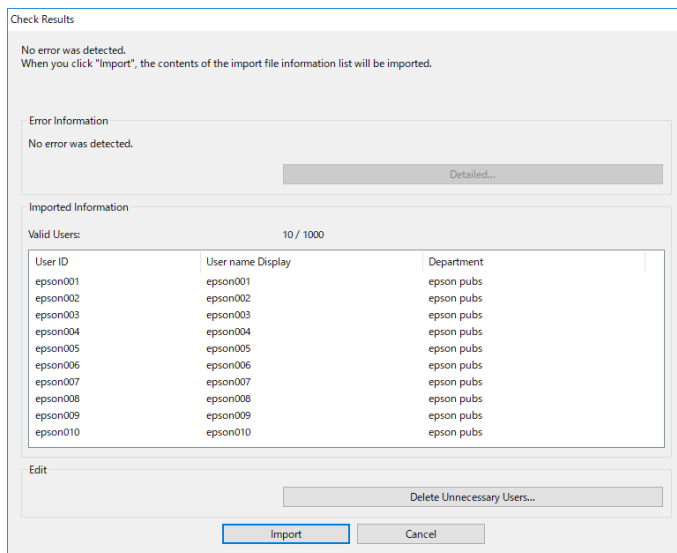 Check Results
No error was detected.
When you click "Import", the contents of the import file information list will be imported.
Error Information
No error was detected.
Detailed...
Imported Information
Valid Users: 10 / 1000
User ID User name Display Department
epson001 epson001 epson pubs
epson002 epson002 epson pubs
epson003 epson003 epson pubs
epson004 epson004 epson pubs
epson005 epson005 epson pubs
epson006 epson006 epson pubs
epson007 epson007 epson pubs
epson008 epson008 epson pubs
epson009 epson009 epson pubs
epson010 epson010 epson pubs
Edit
Delete Unnecessary Users...
Import Cancel